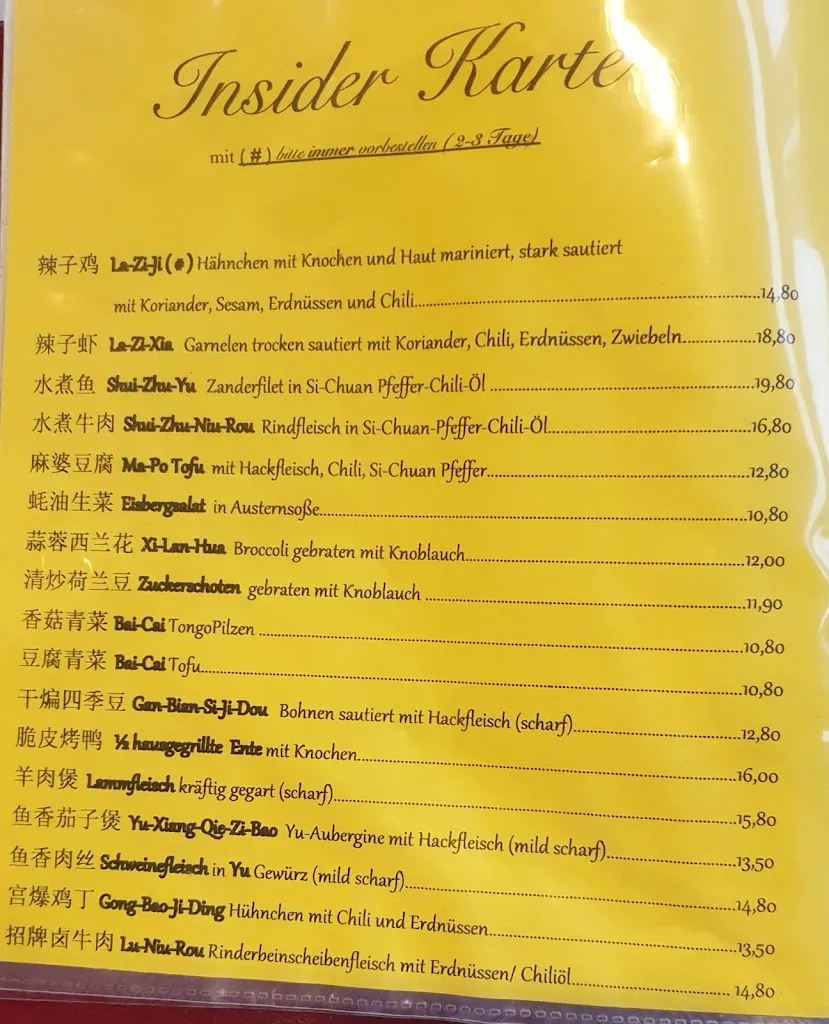 Insider Karte
mit (#) bitte immer vorbestellen (2-3 Tage)
辣子鸡 La-Zi-Ji (#) Hähnchen mit Knochen und Haut mariniert, stark sautiert
mit Koriander, Sesam, Erdnüssen und Chili...14,80
辣子虾 La-Zi-Xia Garnelen trocken sautiert mit Koriander, Chili, Erdnüssen, Zwiebeln...18,80
水煮鱼 Shui-Zhu-Yu Zanderfilet in Si-Chuan Pfeffer-Chili-Öl ...19,80
水煮牛肉 Shui-Zhu-Niu-Rou Rindfleisch in Si-Chuan-Pfeffer-Chili-Öl...16,80
麻婆豆腐 Ma-Po Tofu mit Hackfleisch, Chili, Si-Chuan Pfeffer...12,80
蚝油生菜 Eisbergsalat in Austernsoße...10,80
蒜蓉西兰花 Xi-Lan-Hua Broccoli gebraten mit Knoblauch...12,00
清炒荷兰豆 Zuckerschoten gebraten mit Knoblauch ...11,90
香菇青菜 Bai-Cai TongoPilzen ...10,80
豆腐青菜 Bai-Cai Tofu...10,80
干煸四季豆 Gan-Bian-Si-Ji-Dou Bohnen sautiert mit Hackfleisch (scharf)...12,80
脆皮烤鸭 ½ hausgegrillte Ente mit Knochen...16,00
羊肉煲 Lammfleisch kräftig gegart (scharf)...15,80
鱼香茄子煲 Yu-Xiang-Qie-Zi-Bao Yu-Aubergine mit Hackfleisch (mild scharf)...13,50
鱼香肉丝 Schweinefleisch in Yu Gewürz (mild scharf)...14,80
宫爆鸡丁 Gong-Bao-Ji-Ding Hühnchen mit Chili und Erdnüssen...13,50
招牌卤牛肉 Lu-Niu-Rou Rinderbeinscheibenfleisch mit Erdnüssen/ Chiliöl... 14,80